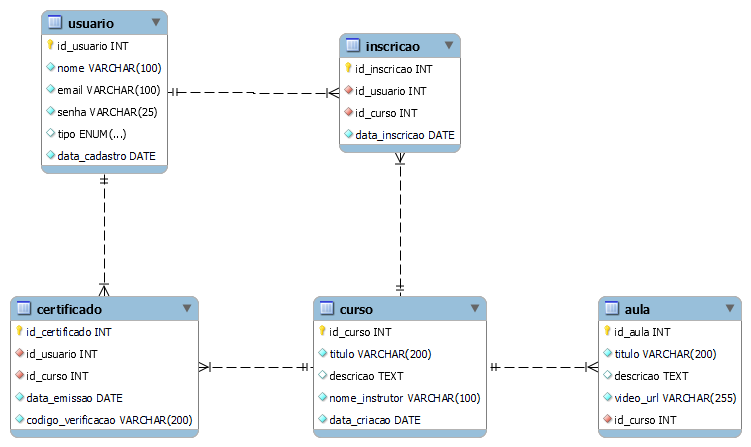 usuario
id_usuario INT
nome VARCHAR(100)
email VARCHAR(100)
senha VARCHAR(25)
tipo ENUM(...)
data_cadastro DATE
inscricao
id_inscricao INT
id_usuario INT
id_curso INT
data_inscricao DATE
certificado
id_certificado INT
id_usuario INT
id_curso INT
data_emissao DATE
codigo_verificacao VARCHAR(200)
curso
id_curso INT
titulo VARCHAR(200)
descricao TEXT
nome_instrutor VARCHAR(100)
data_criacao DATE
aula
id_aula INT
titulo VARCHAR(200)
descricao TEXT
video_url VARCHAR(255)
id_curso INT